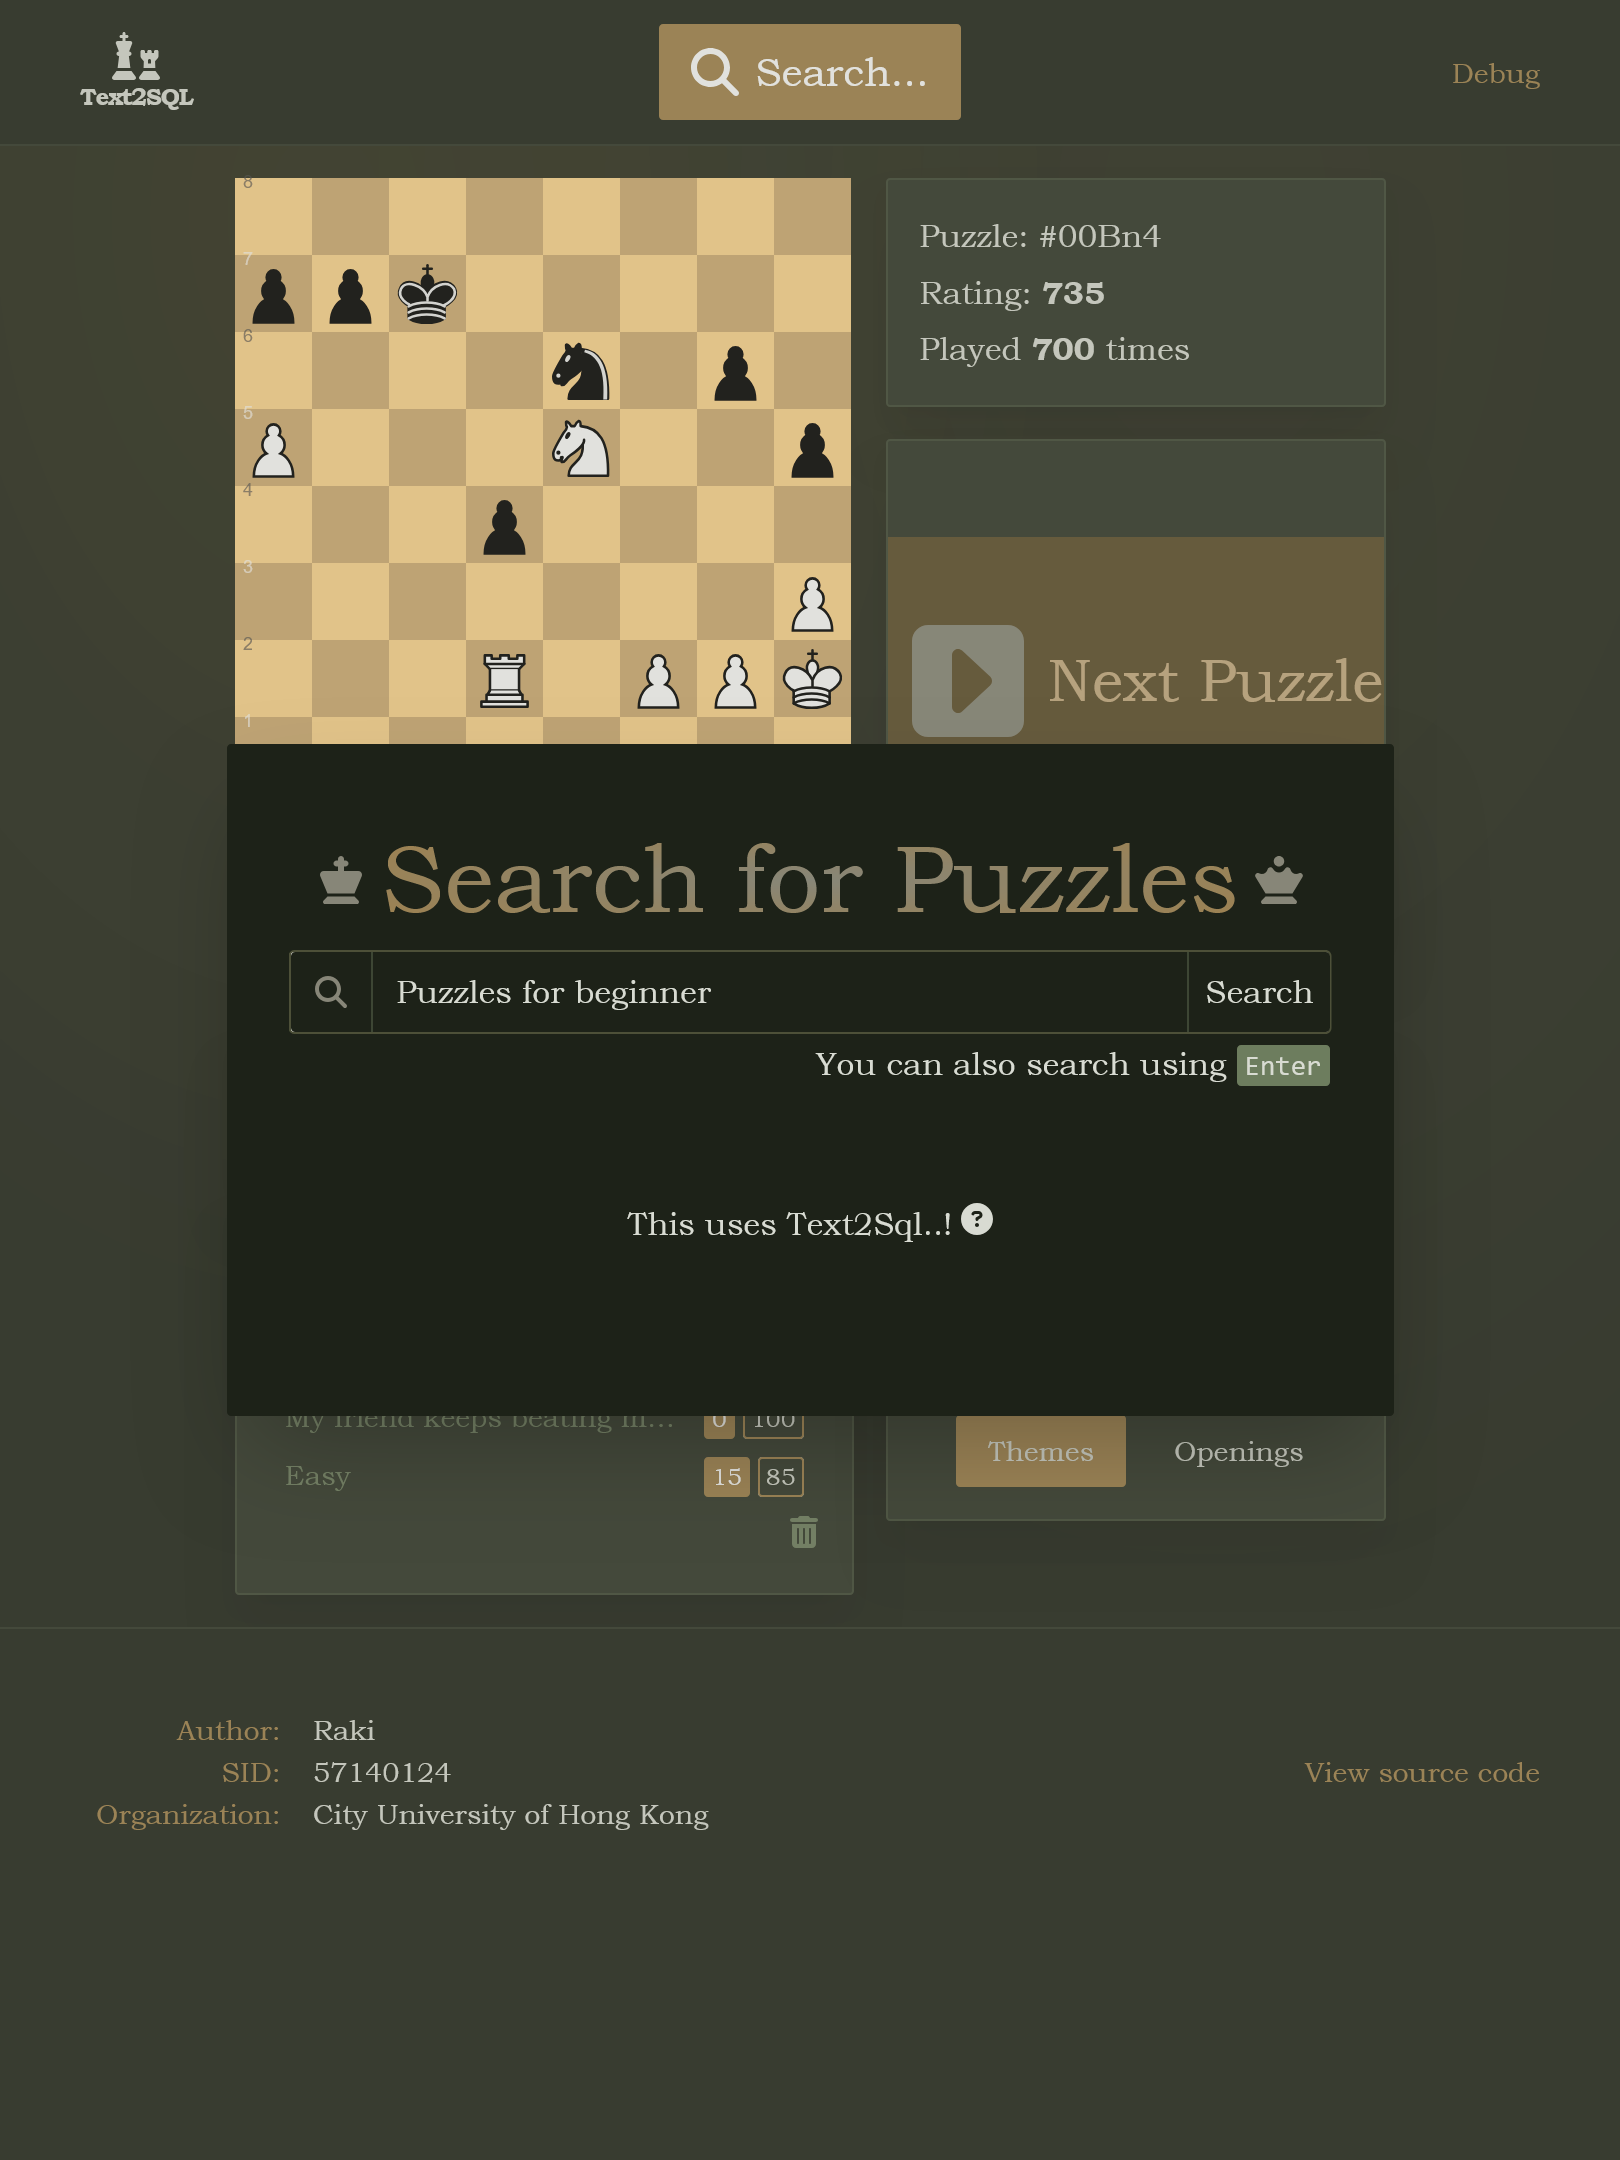 Text2SQL
Search...
Debug
8
7
6
5
4
3
2
1
Puzzle: #00Bn4
Rating: 735
Played 700 times
Next Puzzle
Search for Puzzles
Puzzles for beginner
Search
You can also search using Enter
This uses Text2Sql..!
?
My friend keeps beating m... 0 100
Easy 15 85
Themes
Openings
Author: Raki
SID: 57140124
Organization: City University of Hong Kong
View source code